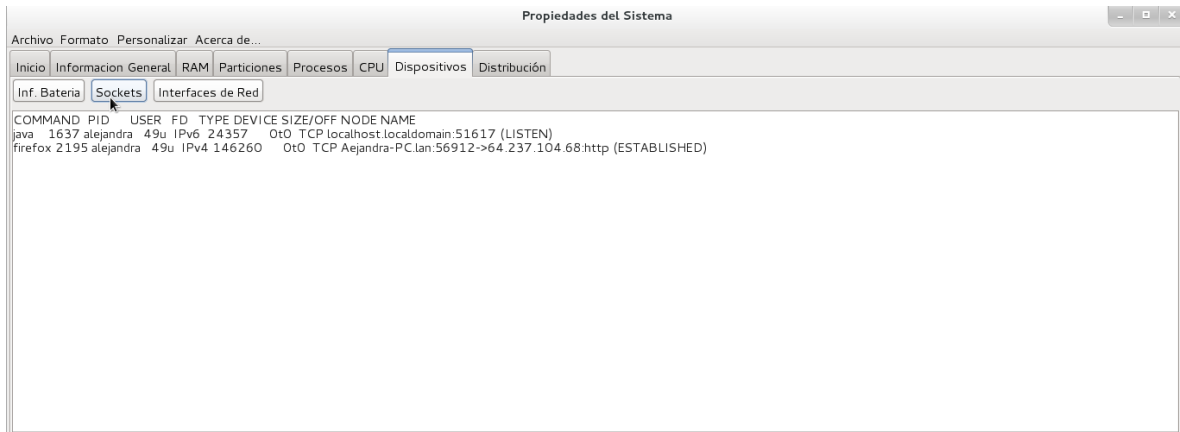 Propiedades del Sistema
Archivo Formato Personalizar Acerca de...
Inicio Informacion General RAM Particiones Procesos CPU Dispositivos Distribución
Inf. Bateria Sockets Interfaces de Red
COMMAND PID USER FD TYPE DEVICE SIZE/OFF NODE NAME
java 1637 alejandra 49u IPv6 24357 0t0 TCP localhost.localdomain:51617 (LISTEN)
firefox 2195 alejandra 49u IPv4 146260 0t0 TCP Aejandra-PC.lan:56912->64.237.104.68:http (ESTABLISHED)